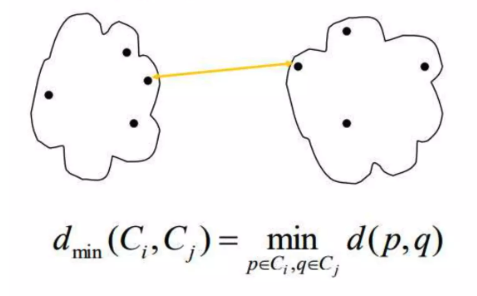 d_min(C_i, C_j) = min_{p∈C_i, q∈C_j} d(p, q)